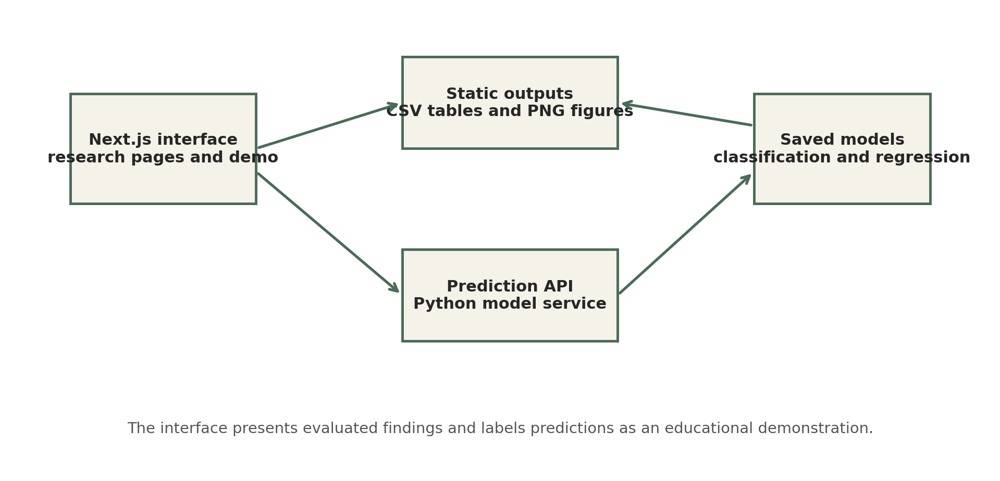 Static outputs
CSV tables and PNG figures
Next.js interface
research pages and demo
Saved models
classification and regression
Prediction API
Python model service
The interface presents evaluated findings and labels predictions as an educational demonstration.